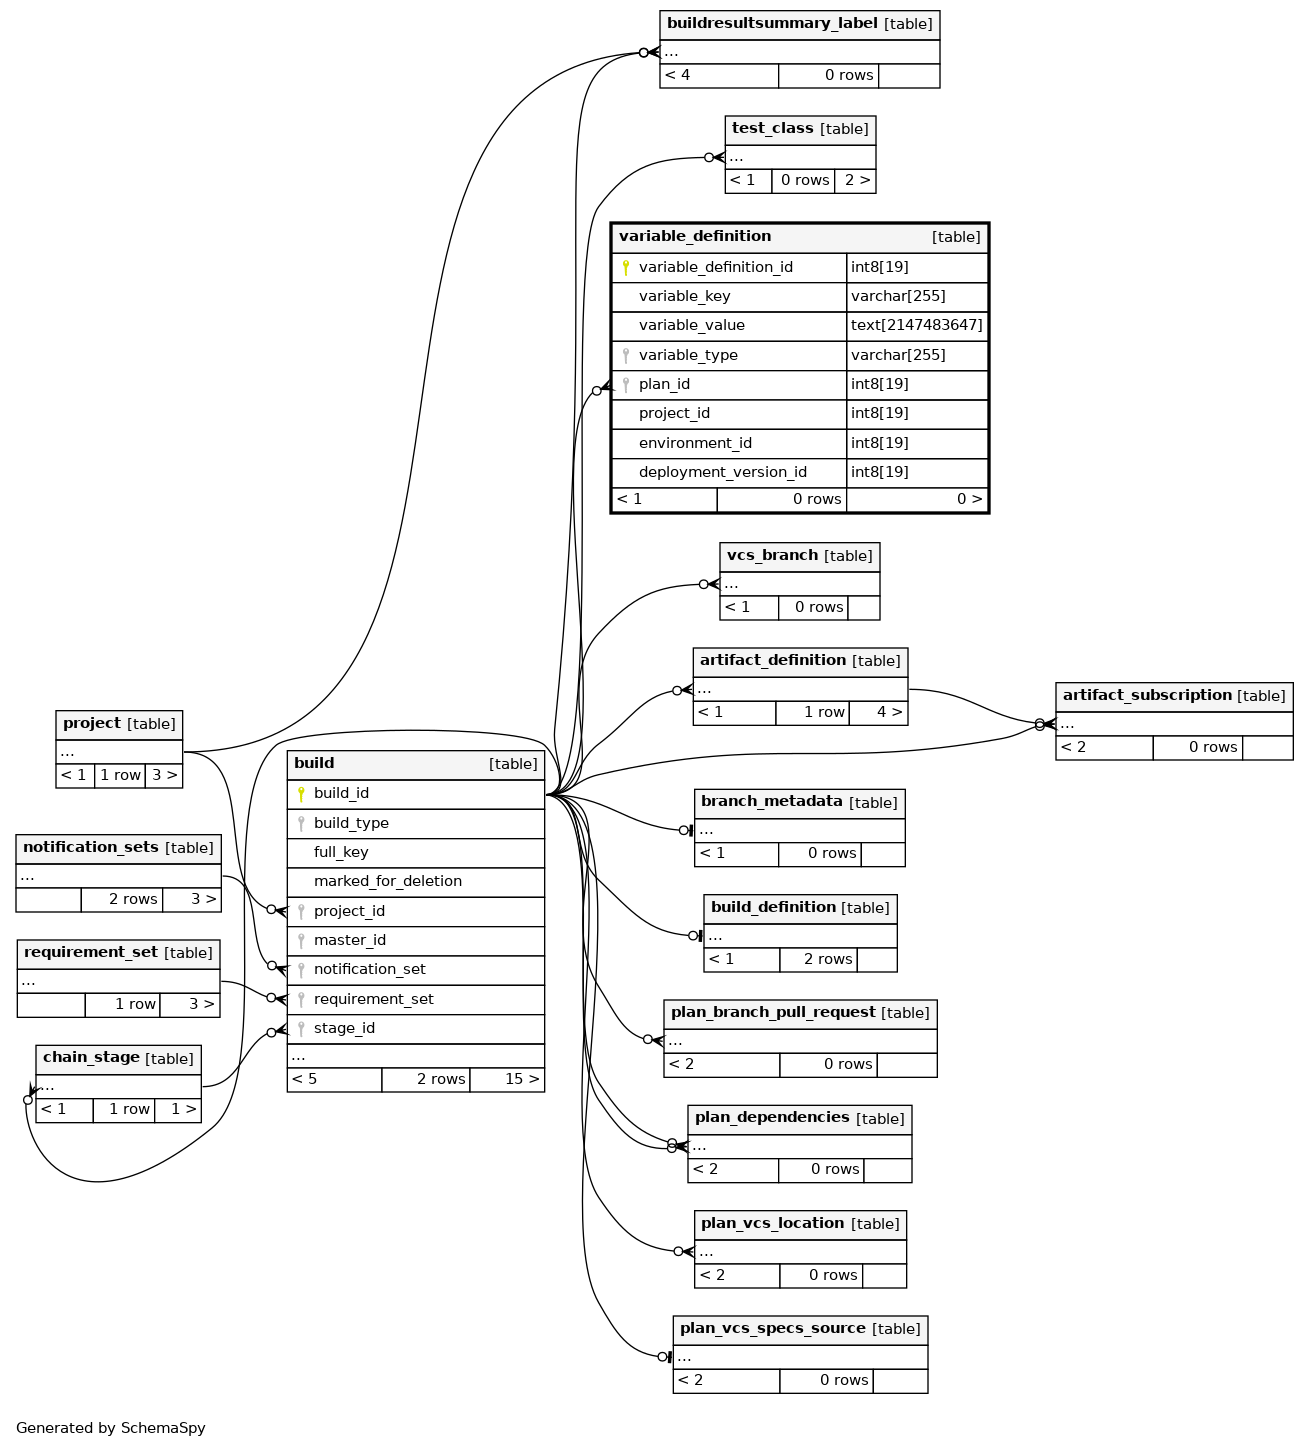 buildresultsummary_label [table]
...
< 4 0 rows
test_class [table]
...
< 1 0 rows 2 >
variable_definition [table]
variable_definition_id int8[19]
variable_key varchar[255]
variable_value text[2147483647]
variable_type varchar[255]
plan_id int8[19]
project_id int8[19]
environment_id int8[19]
deployment_version_id int8[19]
< 1 0 rows 0 >
vcs_branch [table]
...
< 1 0 rows
artifact_definition [table]
...
< 1 1 row 4 >
artifact_subscription [table]
...
< 2 0 rows
project [table]
...
< 1 1 row 3 >
build [table]
build_id
build_type
full_key
marked_for_deletion
project_id
master_id
notification_set
requirement_set
stage_id
...
< 5 2 rows 15 >
notification_sets [table]
...
2 rows 3 >
requirement_set [table]
...
1 row 3 >
chain_stage [table]
...
< 1 1 row 1 >
branch_metadata [table]
...
< 1 0 rows
build_definition [table]
...
< 1 2 rows
plan_branch_pull_request [table]
...
< 2 0 rows
plan_dependencies [table]
...
< 2 0 rows
plan_vcs_location [table]
...
< 2 0 rows
plan_vcs_specs_source [table]
...
< 2 0 rows
Generated by SchemaSpy